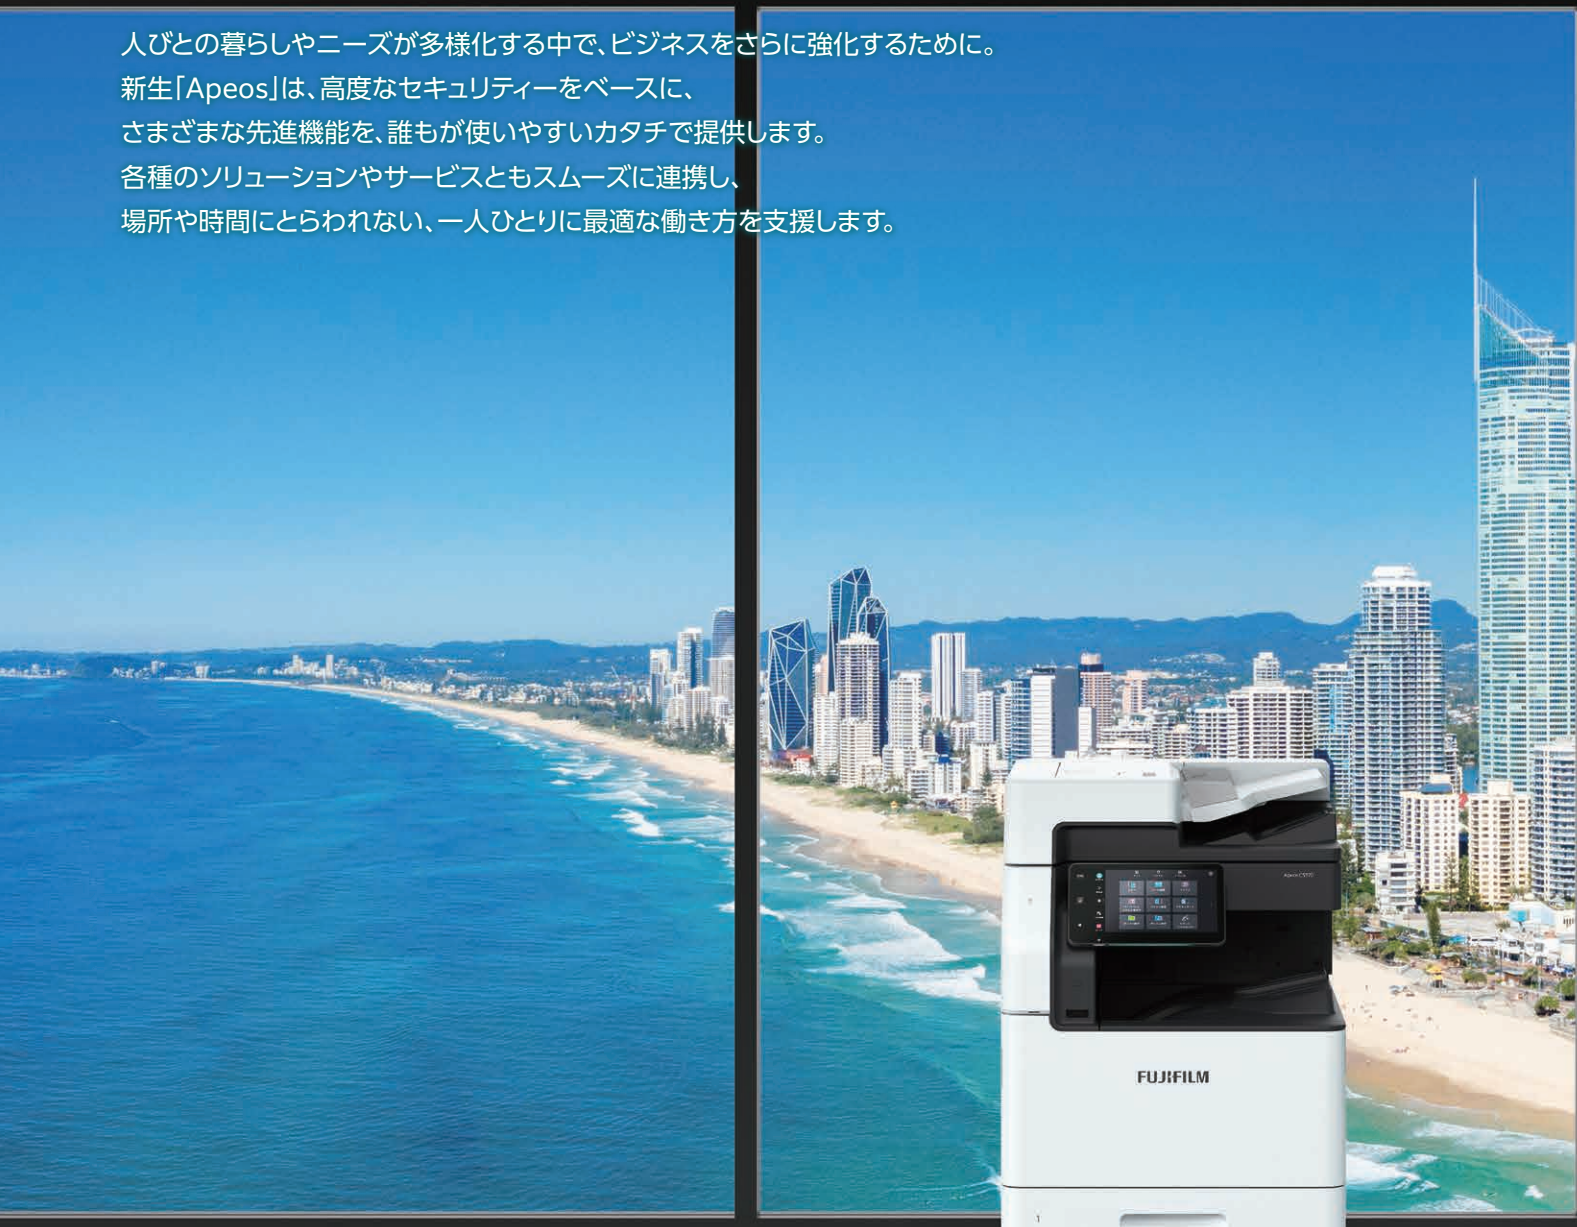 人びとの暮らしやニーズが多様化する中で、ビジネスをさらに強化するために。
新生「Apeos」は、高度なセキュリティーをベースに、
さまざまな先進機能を、誰もが使いやすいカタチで提供します。
各種のソリューションやサービスともスムーズに連携し、
場所や時間にとらわれない、一人ひとりに最適な働き方を支援します。
FUJIFILM
1